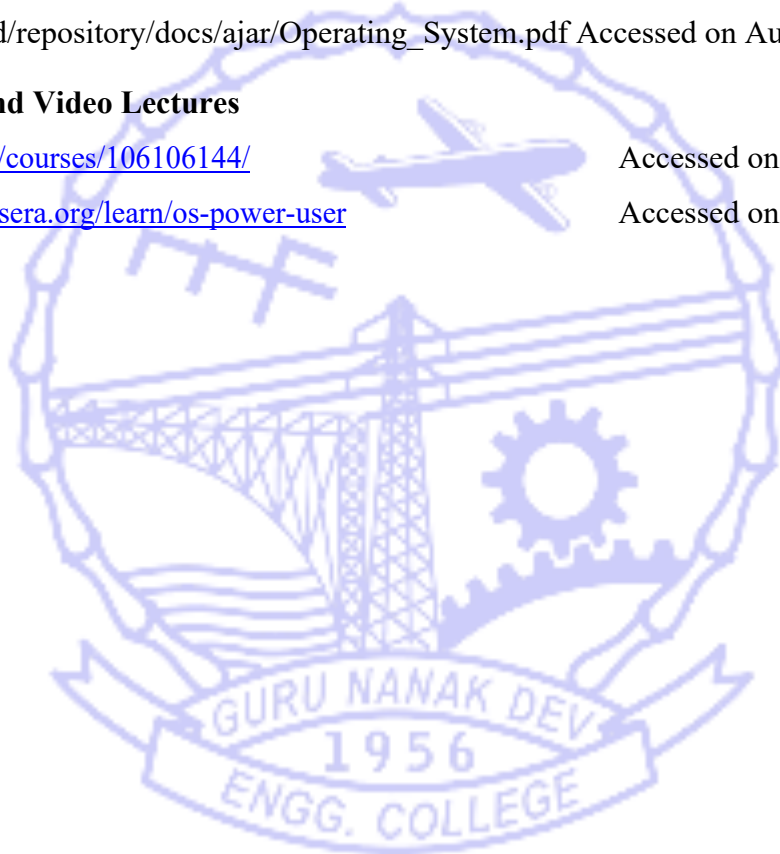 d/repository/docs/ajar/Operating_System.pdf Accessed on Au
nd Video Lectures
/courses/106106144/ Accessed on
sera.org/learn/os-power-user Accessed on
GURU NANAK DEV
1956
ENGG. COLLEGE